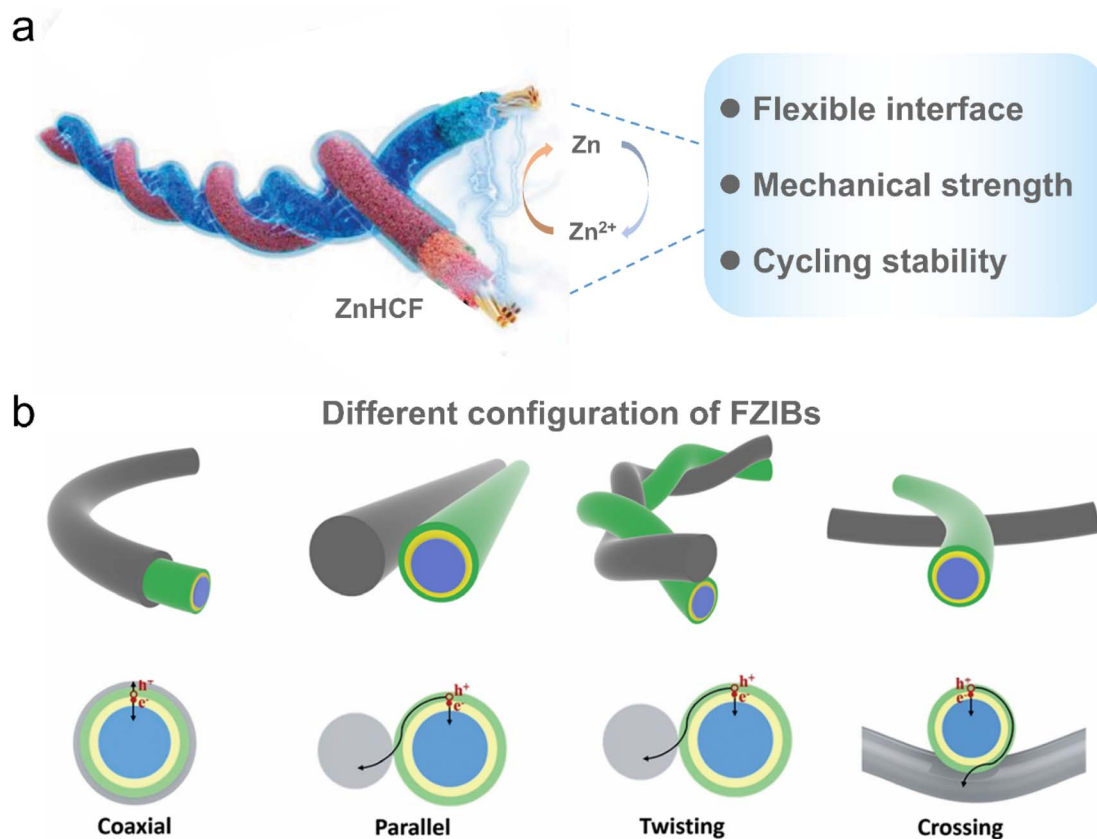 a
● Flexible interface
Zn
● Mechanical strength
Zn²⁺
● Cycling stability
ZnHCF
b
Different configuration of FZIBs
h⁺
e⁻
h⁺
e⁻
h⁺
e⁻
h⁺
e⁻
Coaxial
Parallel
Twisting
Crossing